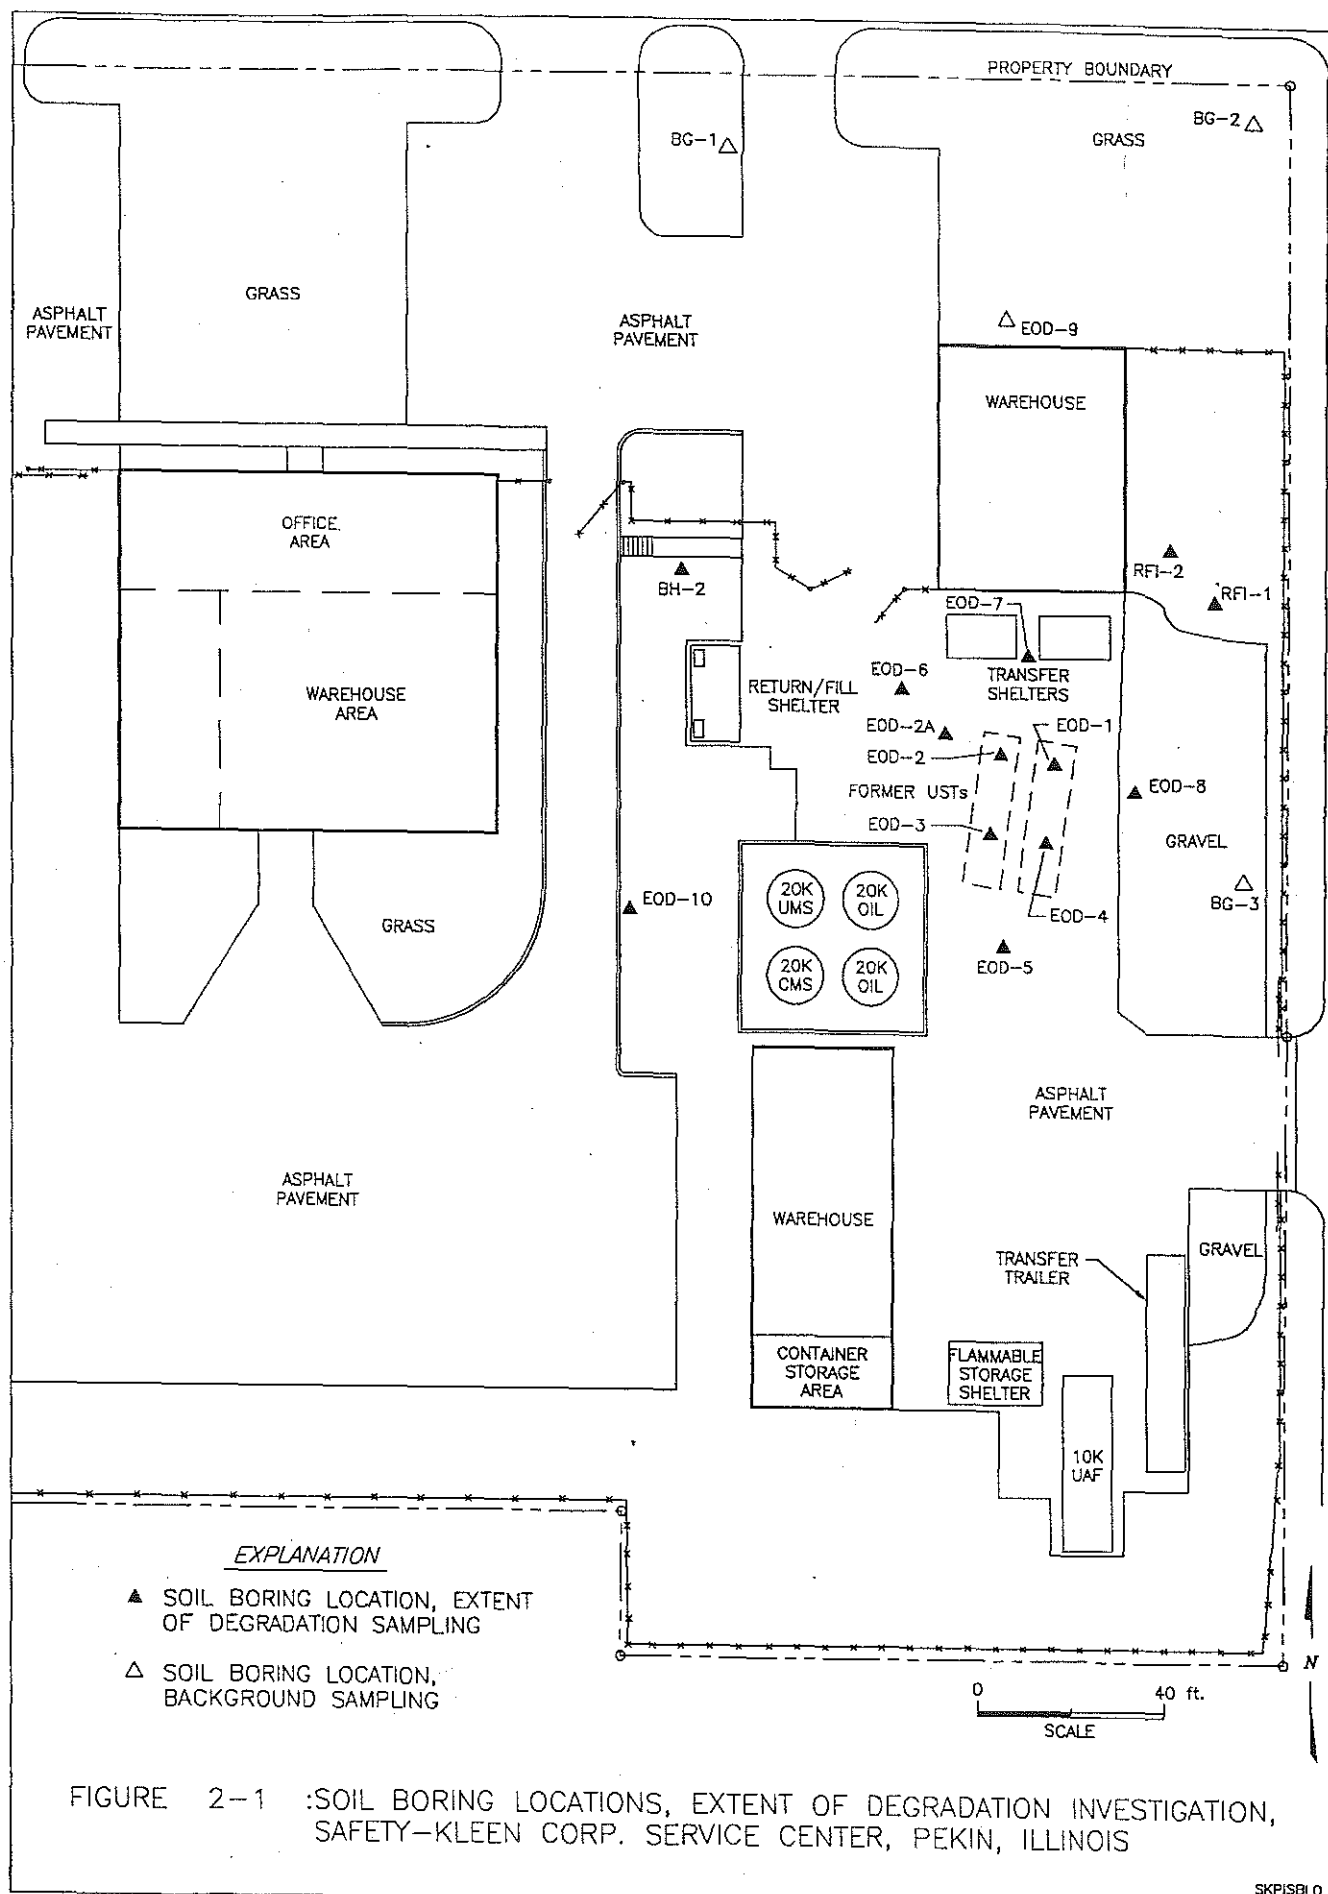 PROPERTY BOUNDARY
BG-2
BG-1
GRASS
GRASS
ASPHALT
PAVEMENT
ASPHALT
PAVEMENT
EOD-9
WAREHOUSE
OFFICE
AREA
RFI-2
BH-2
EOD-7
RFI-1
EOD-6
TRANSFER
SHELTERS
RETURN/FILL
SHELTER
WAREHOUSE
AREA
EOD-2A
EOD-1
EOD-2
FORMER USTs
EOD-8
EOD-3
GRAVEL
20K
UMS
20K
OIL
EOD-10
BG-3
EOD-4
GRASS
20K
CMS
20K
OIL
EOD-5
ASPHALT
PAVEMENT
ASPHALT
PAVEMENT
WAREHOUSE
GRAVEL
TRANSFER
TRAILER
CONTAINER
STORAGE
AREA
FLAMMABLE
STORAGE
SHELTER
10K
UAF
EXPLANATION
SOIL BORING LOCATION, EXTENT
OF DEGRADATION SAMPLING
SOIL BORING LOCATION,
BACKGROUND SAMPLING
N
0 40 ft.
SCALE
FIGURE 2-1 :SOIL BORING LOCATIONS, EXTENT OF DEGRADATION INVESTIGATION,
SAFETY-KLEEN CORP. SERVICE CENTER, PEKIN, ILLINOIS